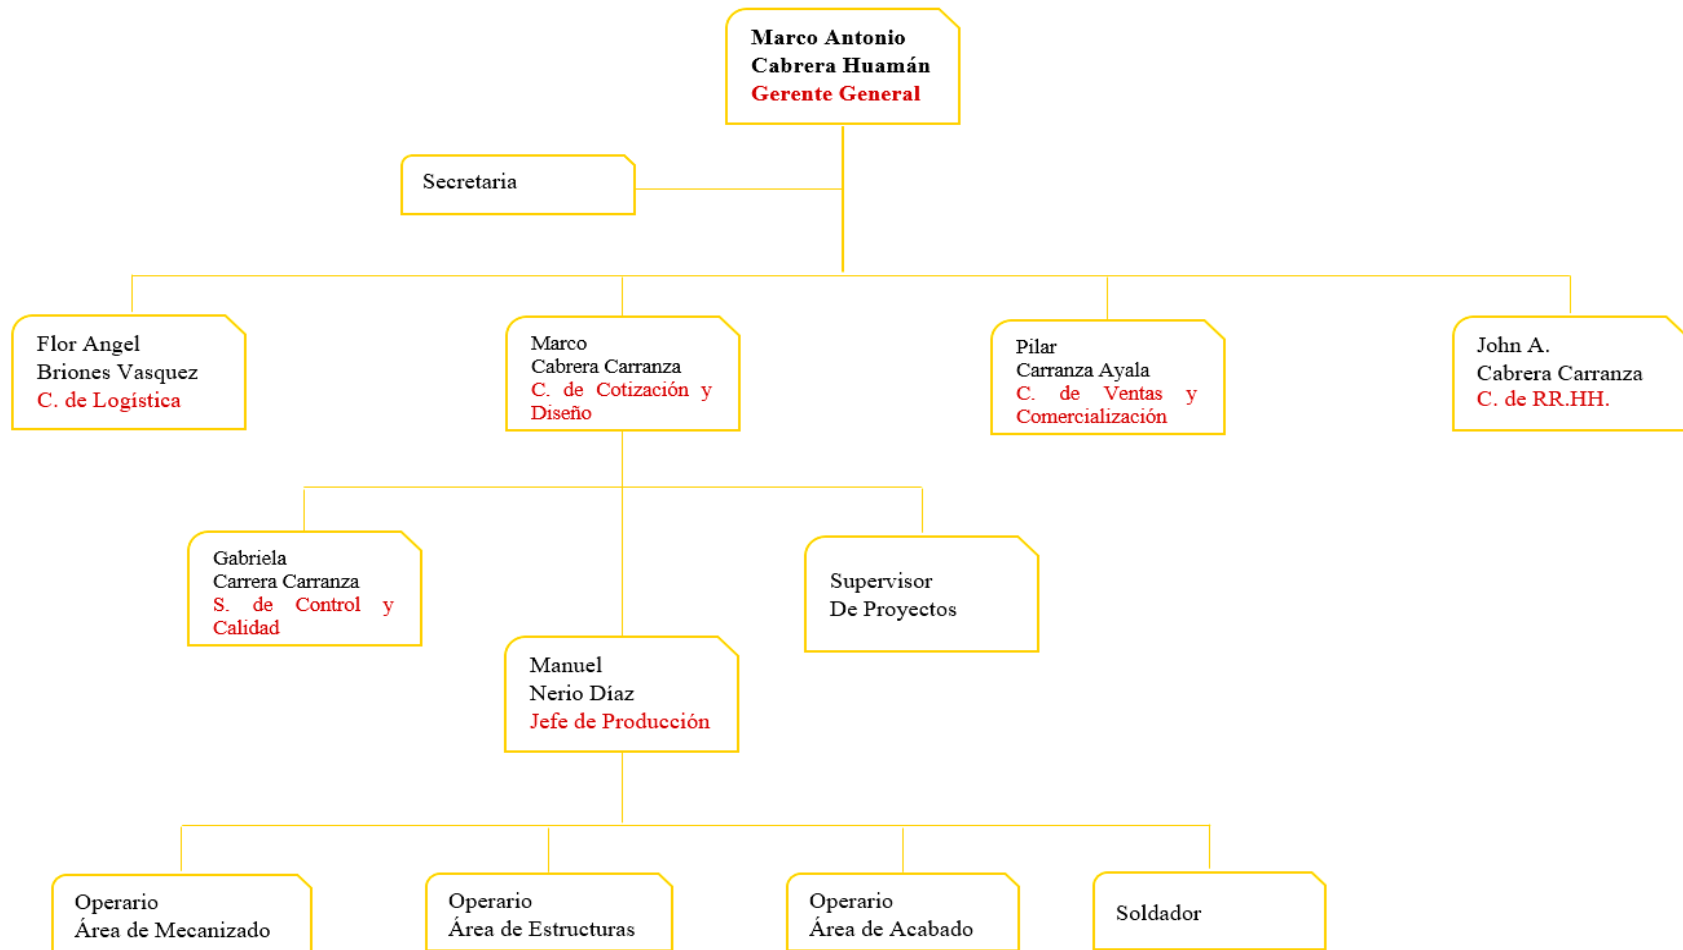 Marco Antonio
Cabrera Huamán
Gerente General
Secretaria
Flor Angel
Briones Vasquez
C. de Logística
Marco
Cabrera Carranza
C. de Cotización y
Diseño
Pilar
Carranza Ayala
C. de Ventas y
Comercialización
John A.
Cabrera Carranza
C. de RR.HH.
Gabriela
Carrera Carranza
S. de Control y
Calidad
Supervisor
De Proyectos
Manuel
Nerio Díaz
Jefe de Producción
Operario
Área de Mecanizado
Operario
Área de Estructuras
Operario
Área de Acabado
Soldador